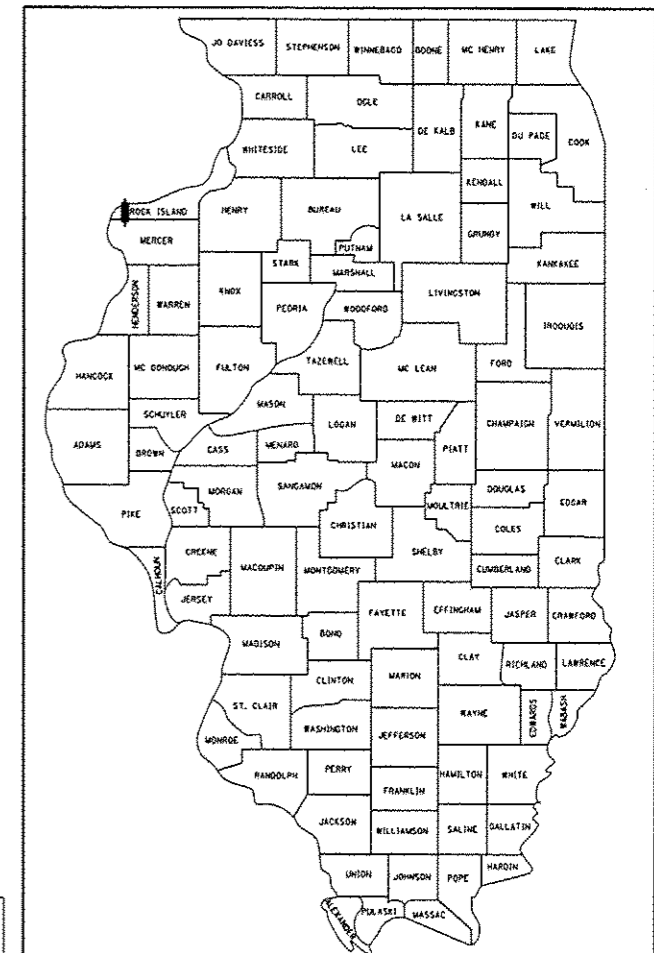 JO DAVIESS STEPHENSON WINNEBAGO BOONE MC HENRY LAKE
CARROLL OGLE DE KALB KANE DU PAGE COOK
WHITESIDE LEE
KENDALL WILL
ROCK ISLAND HENRY BUREAU LA SALLE GRUNDY
MERCER PUTNAM KANKAKEE
STARK MARSHALL
HENDERSON WARREN KNOX PEORIA WOODFORD LIVINGSTON IROQUOIS
HANCOCK MC DONOUGH FULTON TAZEWELL MC LEAN FORD
SCHUYLER MASON LOGAN DE WITT CHAMPAIGN VERMILION
ADAMS BROWN CASS MENARD PIATT
MACON
PIKE SCOTT MORGAN SANGAMON CHRISTIAN MOULTRIE DOUGLAS EDGAR
COLES
CALHOUN GREENE MACOUPIN MONTGOMERY SHELBY CUMBERLAND CLARK
JERSEY FAYETTE EFFINGHAM JASPER CRAWFORD
MADISON BOND CLAY RICHLAND LAWRENCE
CLINTON MARION
ST. CLAIR WASHINGTON JEFFERSON WAYNE EDWARDS WABASH
MONROE
RANDOLPH PERRY FRANKLIN HAMILTON WHITE
JACKSON WILLIAMSON SALINE GALLATIN
UNION JOHNSON POPE HARDIN
ALEXANDER PULASKI MASSAC